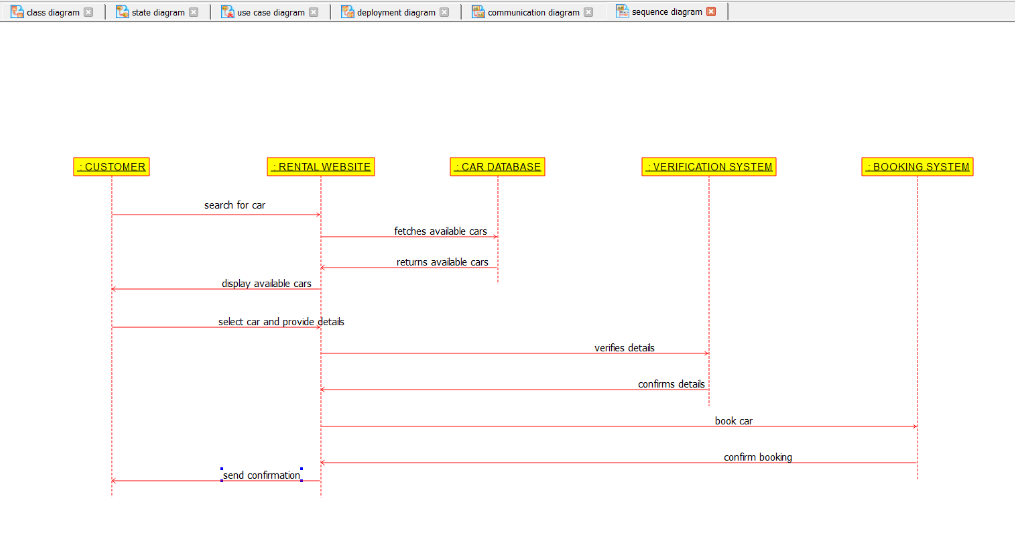 class diagram
state diagram
use case diagram
deployment diagram
communication diagram
sequence diagram
.: CUSTOMER
.: RENTAL WEBSITE
.: CAR DATABASE
.: VERIFICATION SYSTEM
.: BOOKING SYSTEM
search for car
fetches available cars
returns available cars
display available cars
select car and provide details
verifies details
confirms details
book car
confirm booking
send confirmation